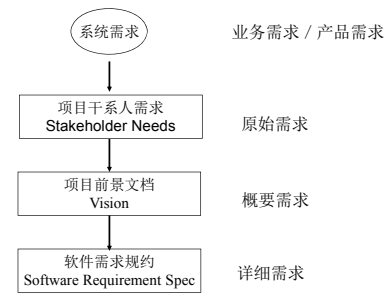 系统需求
业务需求 / 产品需求
项目干系人需求
Stakeholder Needs
原始需求
项目前景文档
Vision
概要需求
软件需求规约
Software Requirement Spec
详细需求